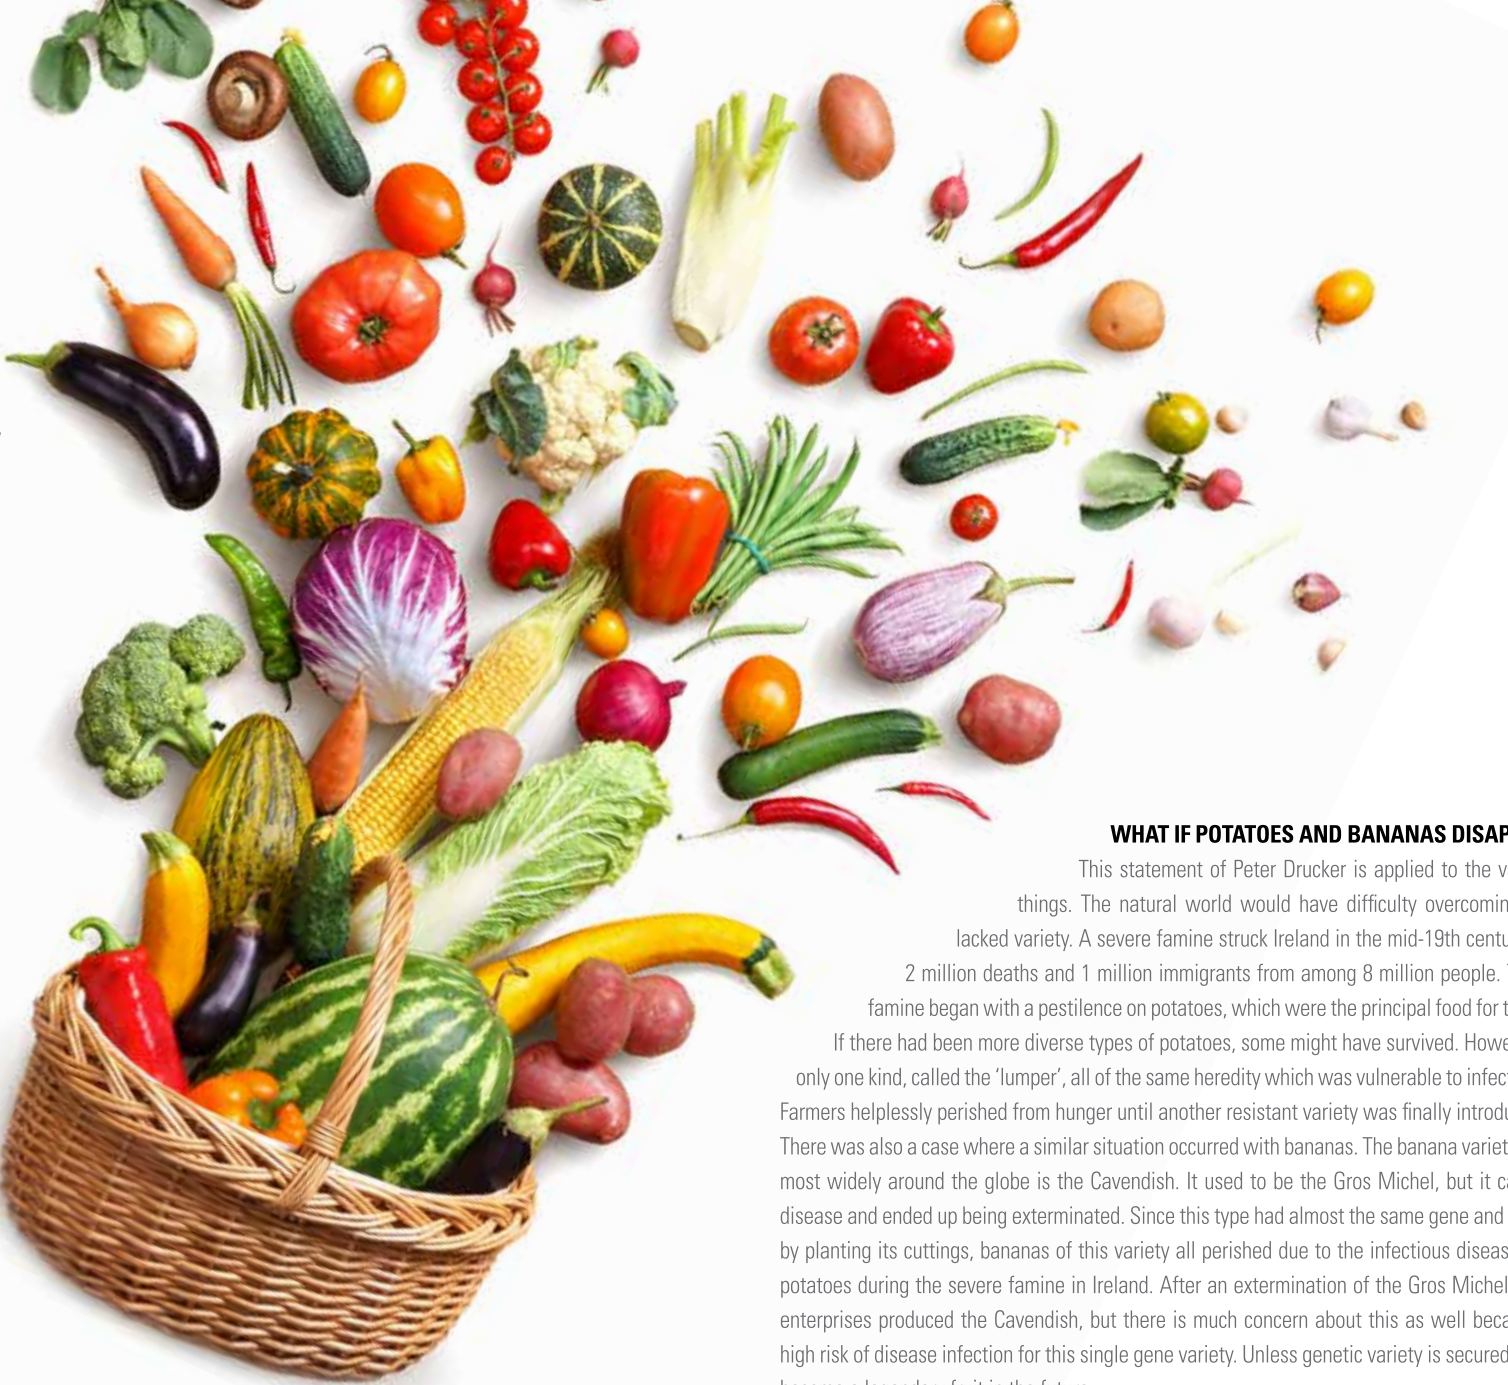 WHAT IF POTATOES AND BANANAS DISAP
This statement of Peter Drucker is applied to the v
things. The natural world would have difficulty overcomin
lacked variety. A severe famine struck Ireland in the mid-19th centu
2 million deaths and 1 million immigrants from among 8 million people.
famine began with a pestilence on potatoes, which were the principal food for t
If there had been more diverse types of potatoes, some might have survived. Howe
only one kind, called the ‘lumper’, all of the same heredity which was vulnerable to infec
Farmers helplessly perished from hunger until another resistant variety was finally introdu
There was also a case where a similar situation occurred with bananas. The banana variet
most widely around the globe is the Cavendish. It used to be the Gros Michel, but it ca
disease and ended up being exterminated. Since this type had almost the same gene and
by planting its cuttings, bananas of this variety all perished due to the infectious diseas
potatoes during the severe famine in Ireland. After an extermination of the Gros Michel
enterprises produced the Cavendish, but there is much concern about this as well beca
high risk of disease infection for this single gene variety. Unless genetic variety is secured